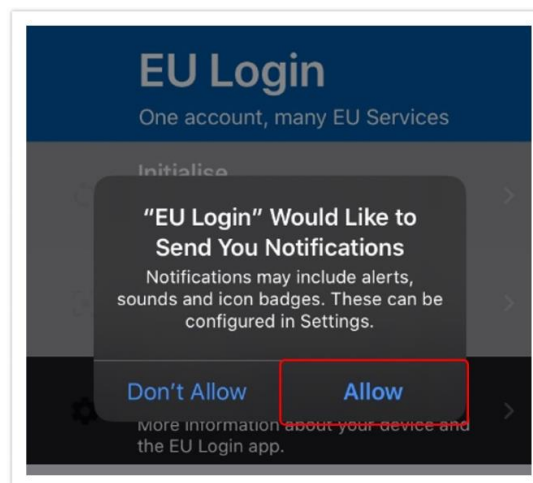 EU Login
One account, many EU Services
Initialise
“EU Login” Would Like to
Send You Notifications
Notifications may include alerts,
sounds and icon badges. These can be
configured in Settings.
Don’t Allow
Allow
More information about your device and
the EU Login app.